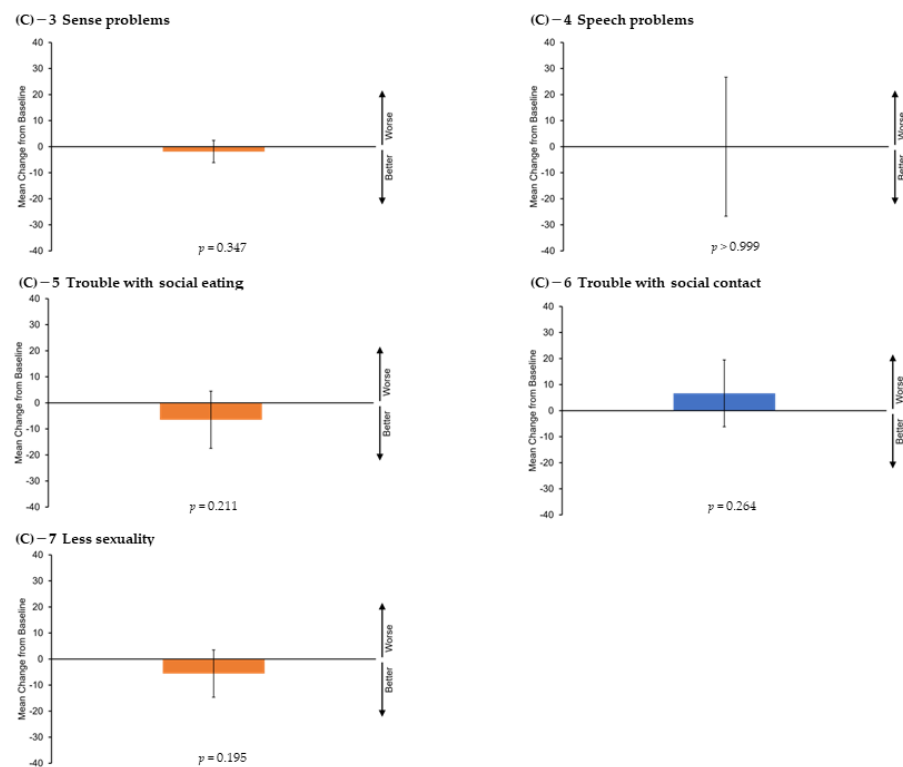 (C)−3 Sense problems
40
30
20
10
0
-10
-20
-30
-40
Mean Change from Baseline
Worse
Better
p = 0.347
(C)−4 Speech problems
40
30
20
10
0
-10
-20
-30
-40
Mean Change from Baseline
Worse
Better
p > 0.999
(C)−5 Trouble with social eating
40
30
20
10
0
-10
-20
-30
-40
Mean Change from Baseline
Worse
Better
p = 0.211
(C)−6 Trouble with social contact
40
30
20
10
0
-10
-20
-30
-40
Mean Change from Baseline
Worse
Better
p = 0.264
(C)−7 Less sexuality
40
30
20
10
0
-10
-20
-30
-40
Mean Change from Baseline
Worse
Better
p = 0.195